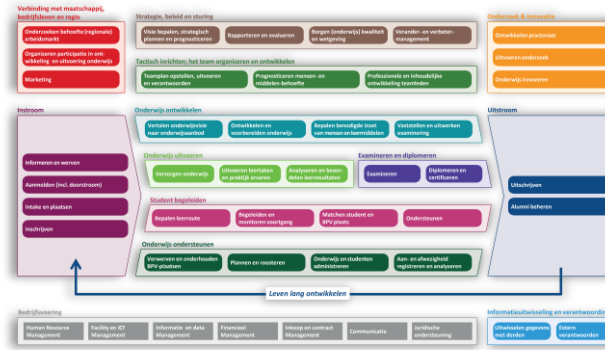 Verbinding met maatschappij,
bedrijfsleven en regio
Onderzoeken behoefte (regionale)
arbeidsmarkt
Organiseren participatie in ont-
wikkeling en uitvoering onderwijs
Marketing
Strategie, beleid en sturing
Visie bepalen, strategisch
plannen en prognosticeren
Rapporteren en evalueren
Borgen (onderwijs) kwaliteit
en wetgeving
Verander- en verbeter-
management
Tactisch inrichten; het team organiseren en ontwikkelen
Teamplan opstellen, uitvoeren
en verantwoorden
Prognosticeren mensen- en
middelen-behoefte
Professionele en inhoudelijke
ontwikkeling teamleden
Onderzoek & Innovatie
Ontwikkelen practoraat
Uitvoeren onderzoek
Onderwijs innoveren
Instroom
Informeren en werven
Aanmelden (incl. doorstroom)
Intake en plaatsen
Inschrijven
Onderwijs ontwikkelen
Vertalen onderwijsvisie
naar onderwijsaanbod
Ontwikkelen en
voorbereiden onderwijs
Bepalen benodigde inzet
van mensen en leermiddelen
Vaststellen en uitwerken
examinering
Onderwijs uitvoeren
Verzorgen onderwijs
Uitvoeren leertaken
en praktijk ervaren
Analyseren en beoor-
delen leerresultaten
Examineren en diplomeren
Examineren
Diplomeren en
certificeren
Student begeleiden
Bepalen leerroute
Begeleiden en
monitoren voortgang
Matchen student en
BPV plaats
Ondersteunen
Onderwijs ondersteunen
Verwerven en onderhouden
BPV-plaatsen
Plannen en roosteren
Onderwijs en studenten
administreren
Aan- en afwezigheid
registreren en analyseren
Uitstroom
Uitschrijven
Alumni beheren
Leven lang ontwikkelen
Bedrijfsvoering
Human Resource
Management
Facility en ICT
Management
Informatie en data
Management
Financieel
Management
Inkoop en contract
Management
Communicatie
Juridische
ondersteuning
Informatieuitwisseling en verantwoording
Uitwisselen gegevens
met derden
Extern
verantwoorden